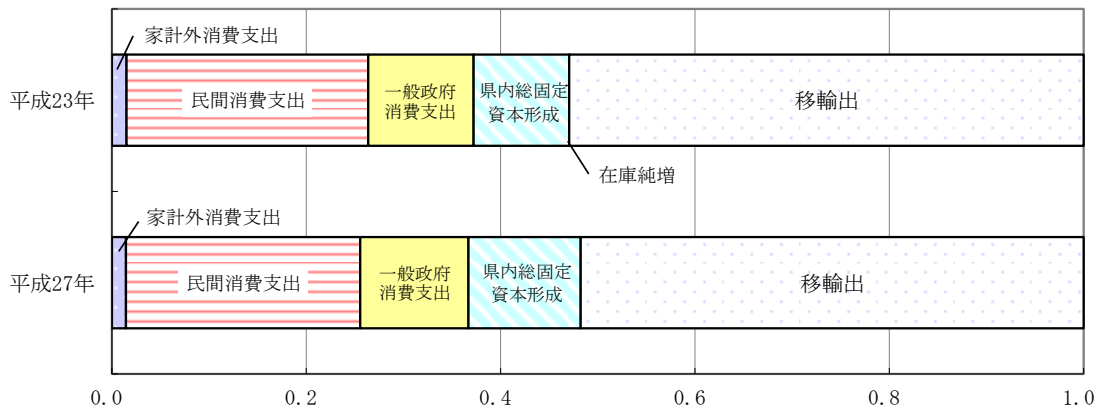 家計外消費支出
平成23年
民間消費支出
一般政府
消費支出
県内総固定
資本形成
移輸出
在庫純増
家計外消費支出
平成27年
民間消費支出
一般政府
消費支出
県内総固定
資本形成
移輸出
0.0 0.2 0.4 0.6 0.8 1.0